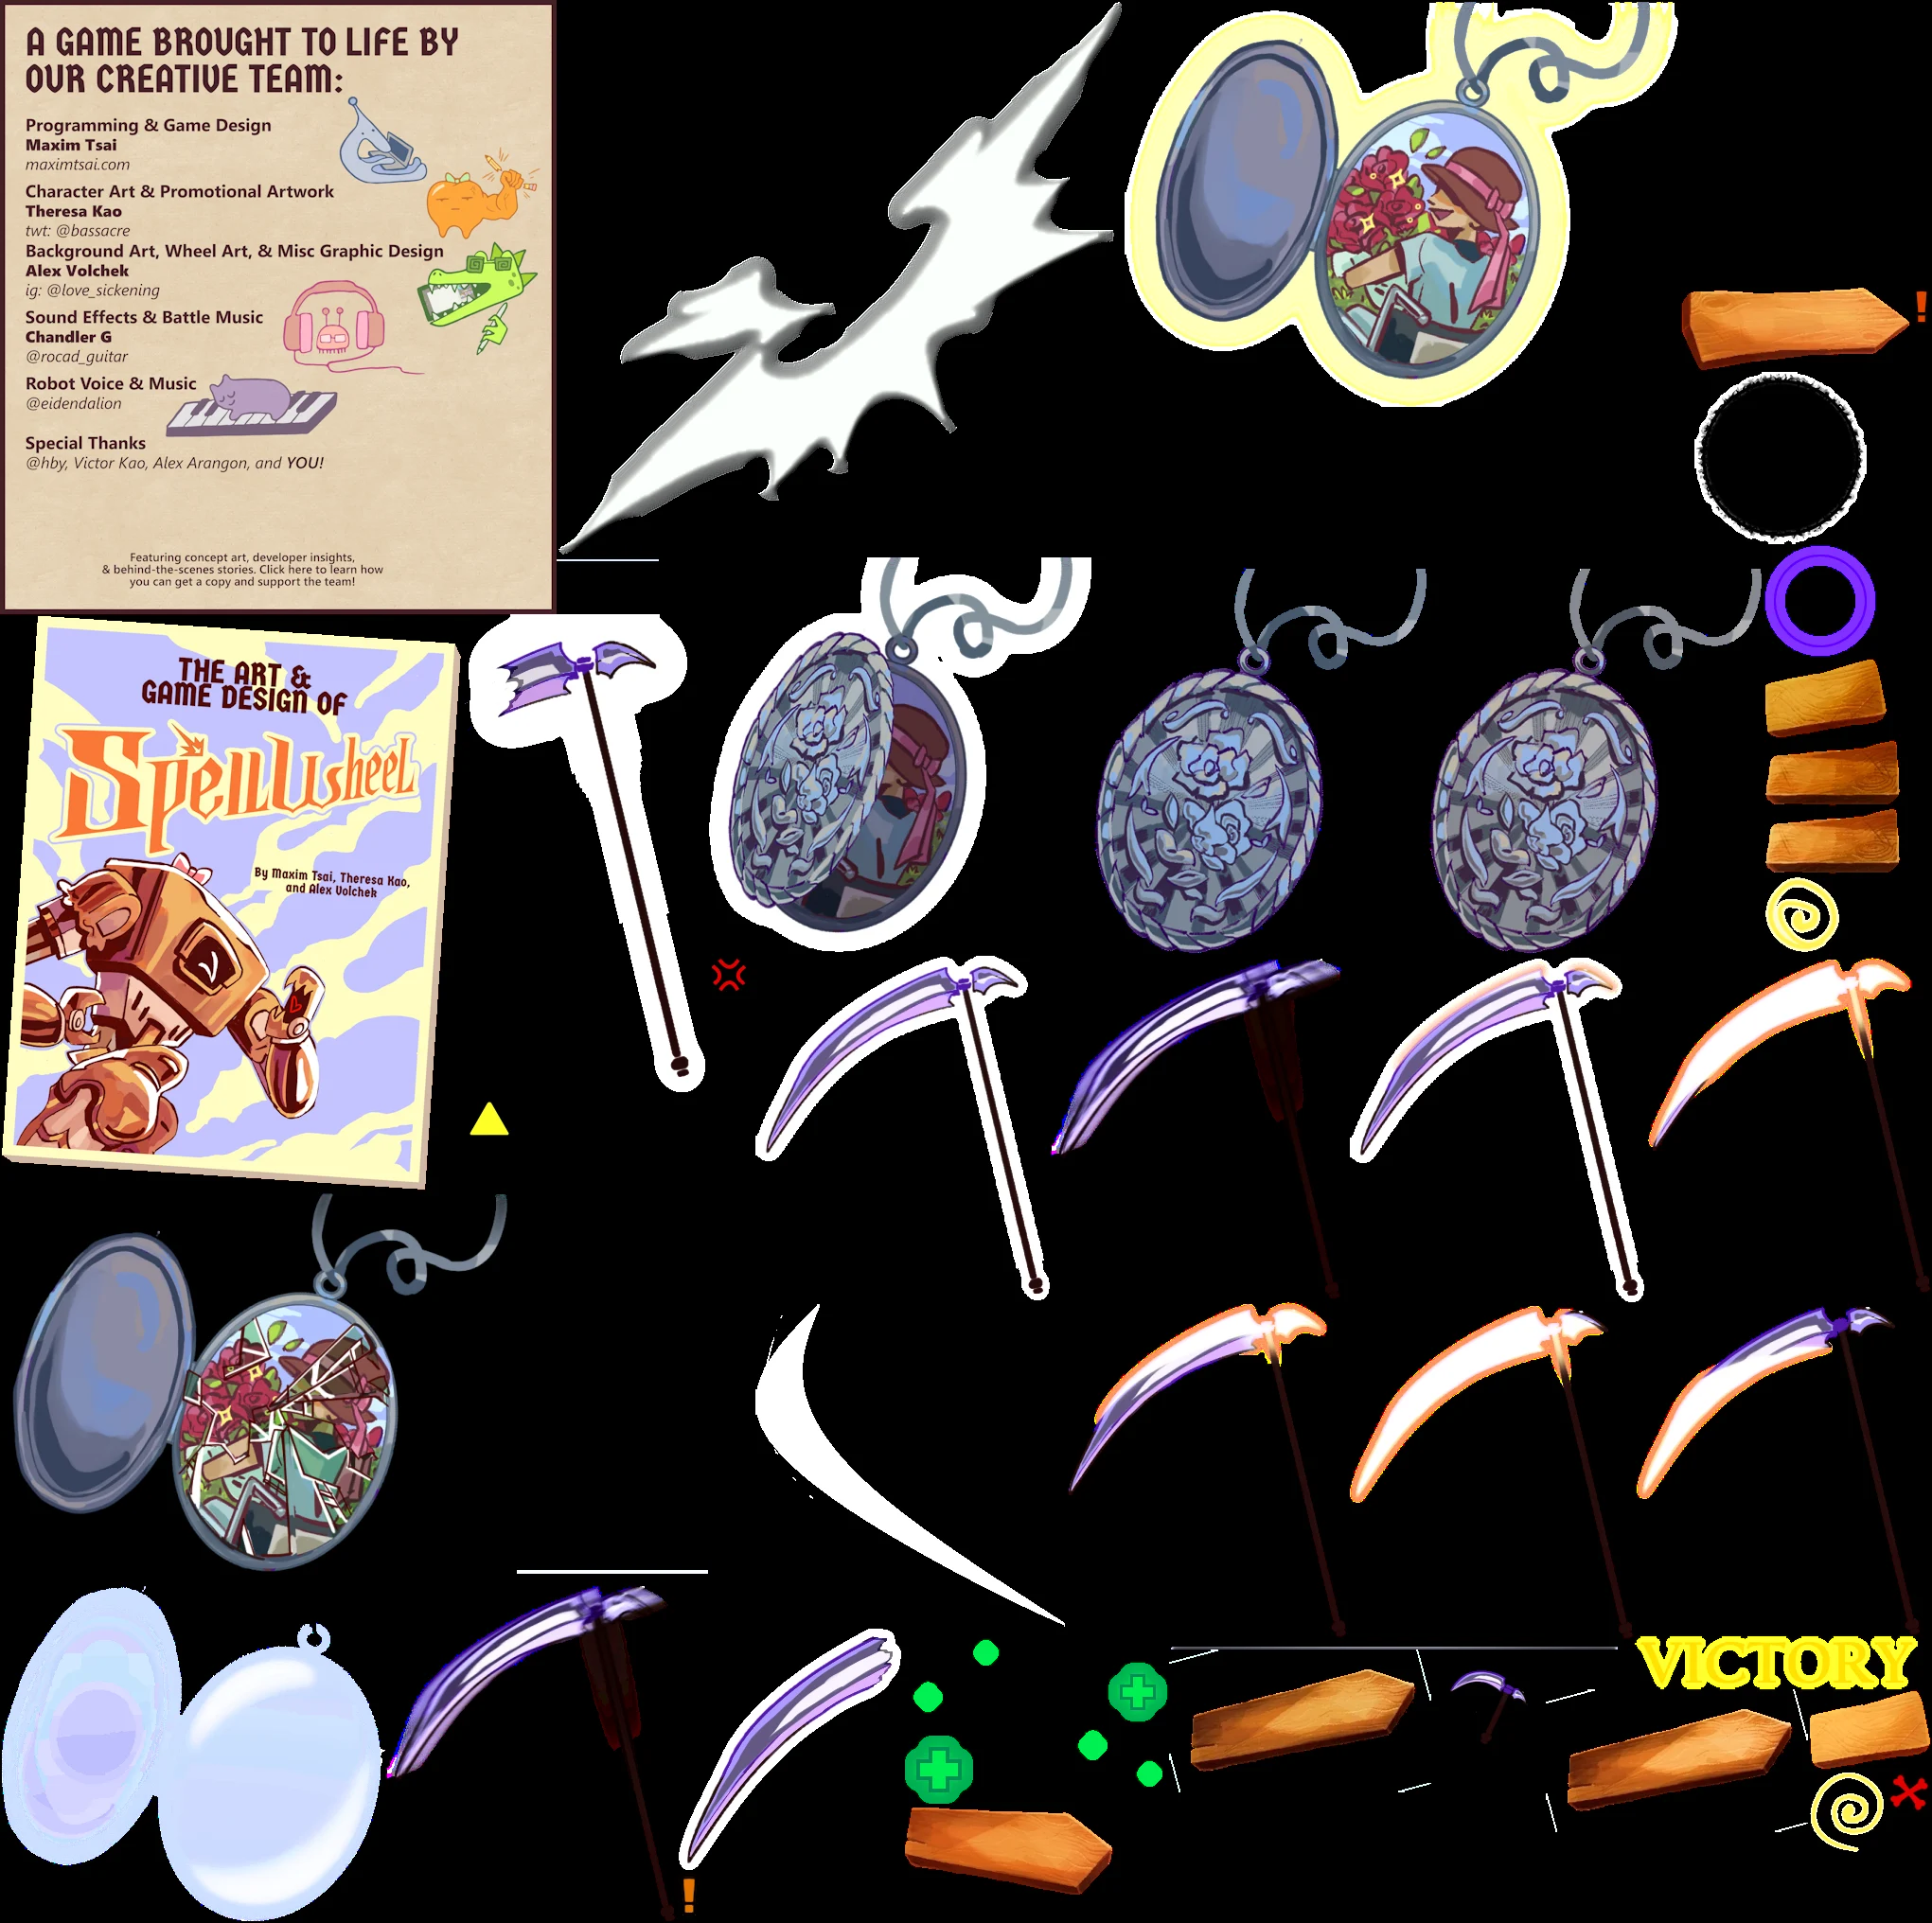 A GAME BROUGHT TO LIFE BY
OUR CREATIVE TEAM:
Programming & Game Design
Maxim Tsai
maximtsai.com
Character Art & Promotional Artwork
Theresa Kao
twt: @bassacre
Background Art, Wheel Art, & Misc Graphic Design
Alex Volchek
ig: @love_sickening
Sound Effects & Battle Music
Chandler G
@rocad_guitar
Robot Voice & Music
@eidendalion
Special Thanks
@hby, Victor Kao, Alex Arangon, and YOU!
Featuring concept art, developer insights,
& behind-the-scenes stories. Click here to learn how
you can get a copy and support the team!
!
THE ART &
GAME DESIGN OF
Spellwheel
By Maxim Tsai, Theresa Kao,
and Alex Volchek
VICTORY
!